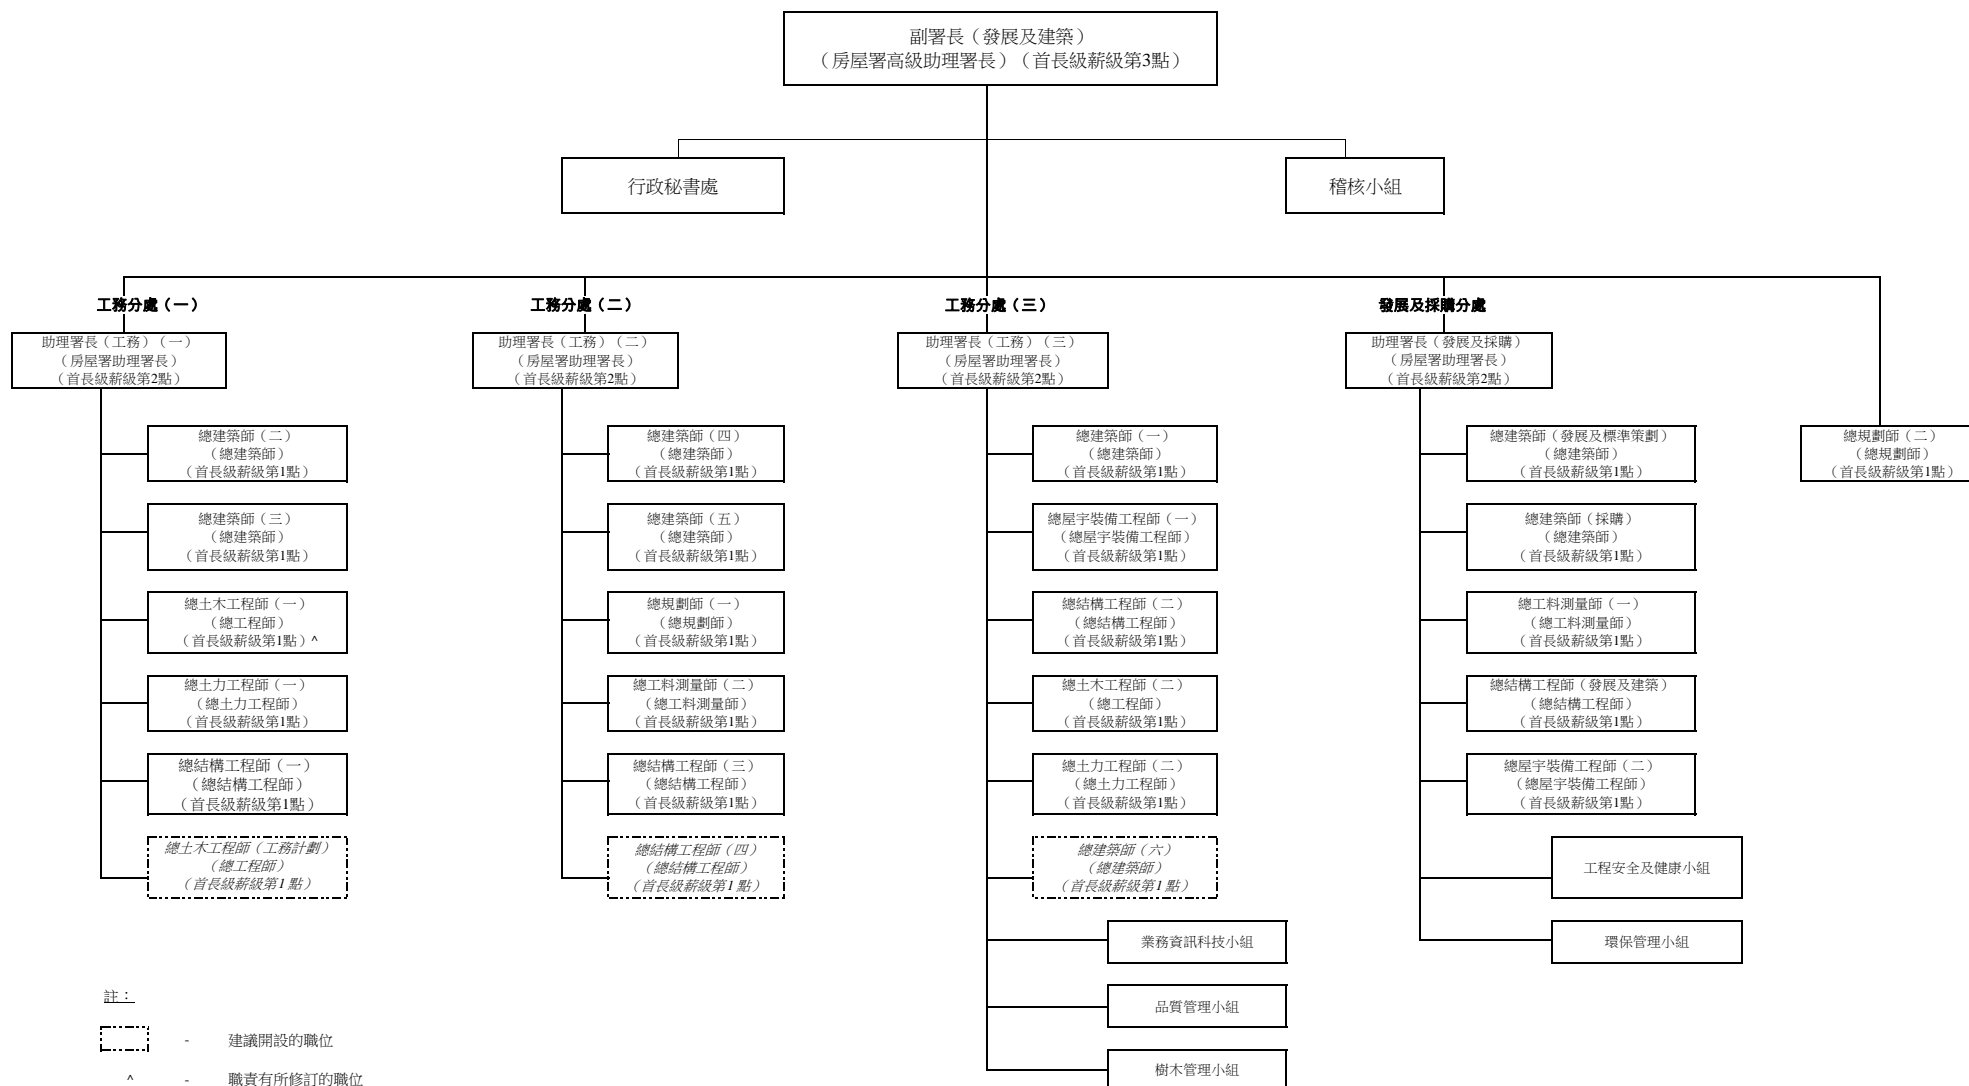 副署長（發展及建築）
（房屋署高級助理署長）（首長級薪級第3點）
行政秘書處
稽核小組
工務分處（一）
助理署長（工務）（一）
（房屋署助理署長）
（首長級薪級第2點）
總建築師（二）
（總建築師）
（首長級薪級第1點）
總建築師（三）
（總建築師）
（首長級薪級第1點）
總土木工程師（一）
（總工程師）
（首長級薪級第1點）^
總土力工程師（一）
（總土力工程師）
（首長級薪級第1點）
總結構工程師（一）
（總結構工程師）
（首長級薪級第1點）
總土木工程師（工務計劃）
（總工程師）
（首長級薪級第1點）
工務分處（二）
助理署長（工務）（二）
（房屋署助理署長）
（首長級薪級第2點）
總建築師（四）
（總建築師）
（首長級薪級第1點）
總建築師（五）
（總建築師）
（首長級薪級第1點）
總規劃師（一）
（總規劃師）
（首長級薪級第1點）
總工料測量師（二）
（總工料測量師）
（首長級薪級第1點）
總結構工程師（三）
（總結構工程師）
（首長級薪級第1點）
總結構工程師（四）
（總結構工程師）
（首長級薪級第1點）
工務分處（三）
助理署長（工務）（三）
（房屋署助理署長）
（首長級薪級第2點）
總建築師（一）
（總建築師）
（首長級薪級第1點）
總屋宇裝備工程師（一）
（總屋宇裝備工程師）
（首長級薪級第1點）
總結構工程師（二）
（總結構工程師）
（首長級薪級第1點）
總土木工程師（二）
（總工程師）
（首長級薪級第1點）
總土力工程師（二）
（總土力工程師）
（首長級薪級第1點）
總建築師（六）
（總建築師）
（首長級薪級第1點）
業務資訊科技小組
品質管理小組
樹木管理小組
發展及採購分處
助理署長（發展及採購）
（房屋署助理署長）
（首長級薪級第2點）
總建築師（發展及標準策劃）
（總建築師）
（首長級薪級第1點）
總建築師（採購）
（總建築師）
（首長級薪級第1點）
總工料測量師（一）
（總工料測量師）
（首長級薪級第1點）
總結構工程師（發展及建築）
（總結構工程師）
（首長級薪級第1點）
總屋宇裝備工程師（二）
（總屋宇裝備工程師）
（首長級薪級第1點）
工程安全及健康小組
環保管理小組
總規劃師（二）
（總規劃師）
（首長級薪級第1點）
註：
- 建議開設的職位
^ - 職責有所修訂的職位